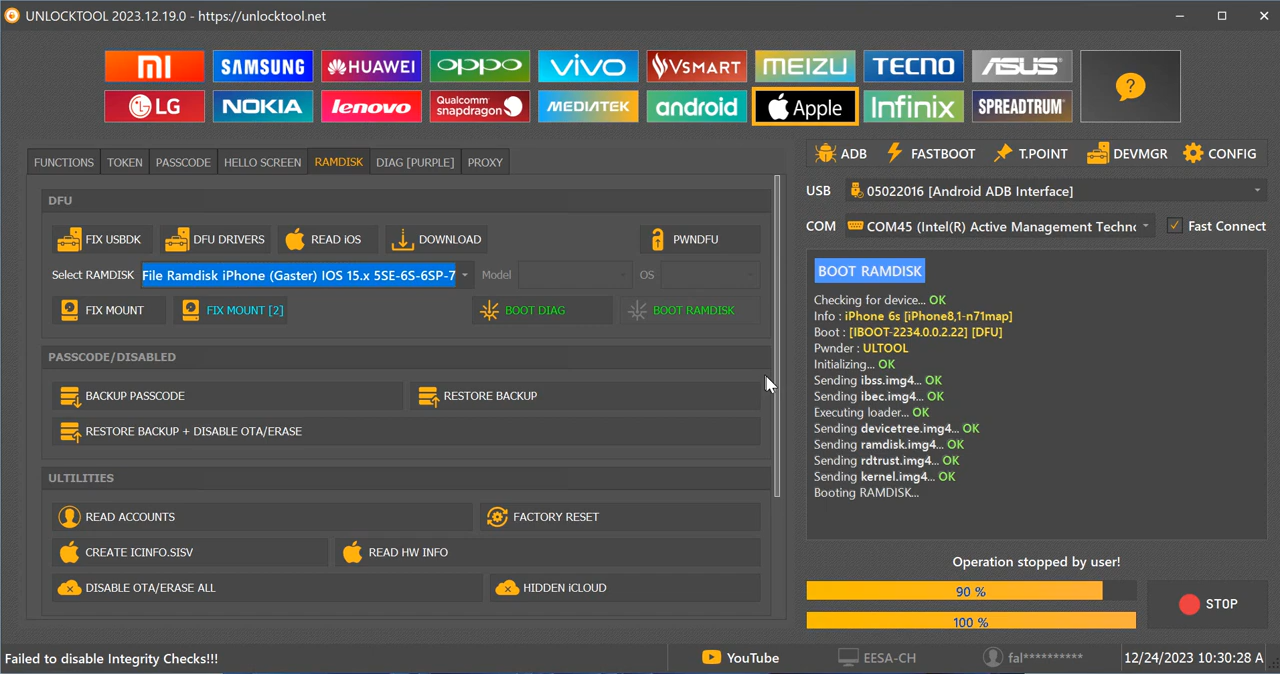 UNLOCKTOOL 2023.12.19.0 - https://unlocktool.net
mi SAMSUNG HUAWEI oppo vivo VSMART MEIZU TECNO ASUS ?
LG NOKIA lenovo Qualcomm snapdragon MEDIATEK android Apple Infinix SPREADTRUM
FUNCTIONS TOKEN PASSCODE HELLO SCREEN RAMDISK DIAG [PURPLE] PROXY
ADB FASTBOOT T.POINT DEVMGR CONFIG
USB 05022016 [Android ADB Interface]
COM COM45 (Intel(R) Active Management Techno Fast Connect
DFU
FIX USBDK DFU DRIVERS READ iOS DOWNLOAD PWNDFU
Select RAMDISK File Ramdisk iPhone (Gaster) IOS 15.x 5SE-6S-6SP-7 Model OS
FIX MOUNT FIX MOUNT [2] BOOT DIAG BOOT RAMDISK
PASSCODE/DISABLED
BACKUP PASSCODE RESTORE BACKUP
RESTORE BACKUP + DISABLE OTA/ERASE
ULTILITIES
READ ACCOUNTS FACTORY RESET
CREATE ICINFO.SISV READ HW INFO
DISABLE OTA/ERASE ALL HIDDEN iCLOUD
BOOT RAMDISK
Checking for device... OK
Info : iPhone 6s [iPhone8,1-n71map]
Boot : [IBOOT-2234.0.0.2.22] [DFU]
Pwnder : ULTOOL
Initializing... OK
Sending ibss.img4... OK
Sending ibec.img4... OK
Executing loader... OK
Sending devicetree.img4... OK
Sending ramdisk.img4... OK
Sending rdtrust.img4... OK
Sending kernel.img4... OK
Booting RAMDISK...
Operation stopped by user!
90 %
100 %
STOP
Failed to disable Integrity Checks!!! YouTube EESA-CH fal********** 12/24/2023 10:30:28 A